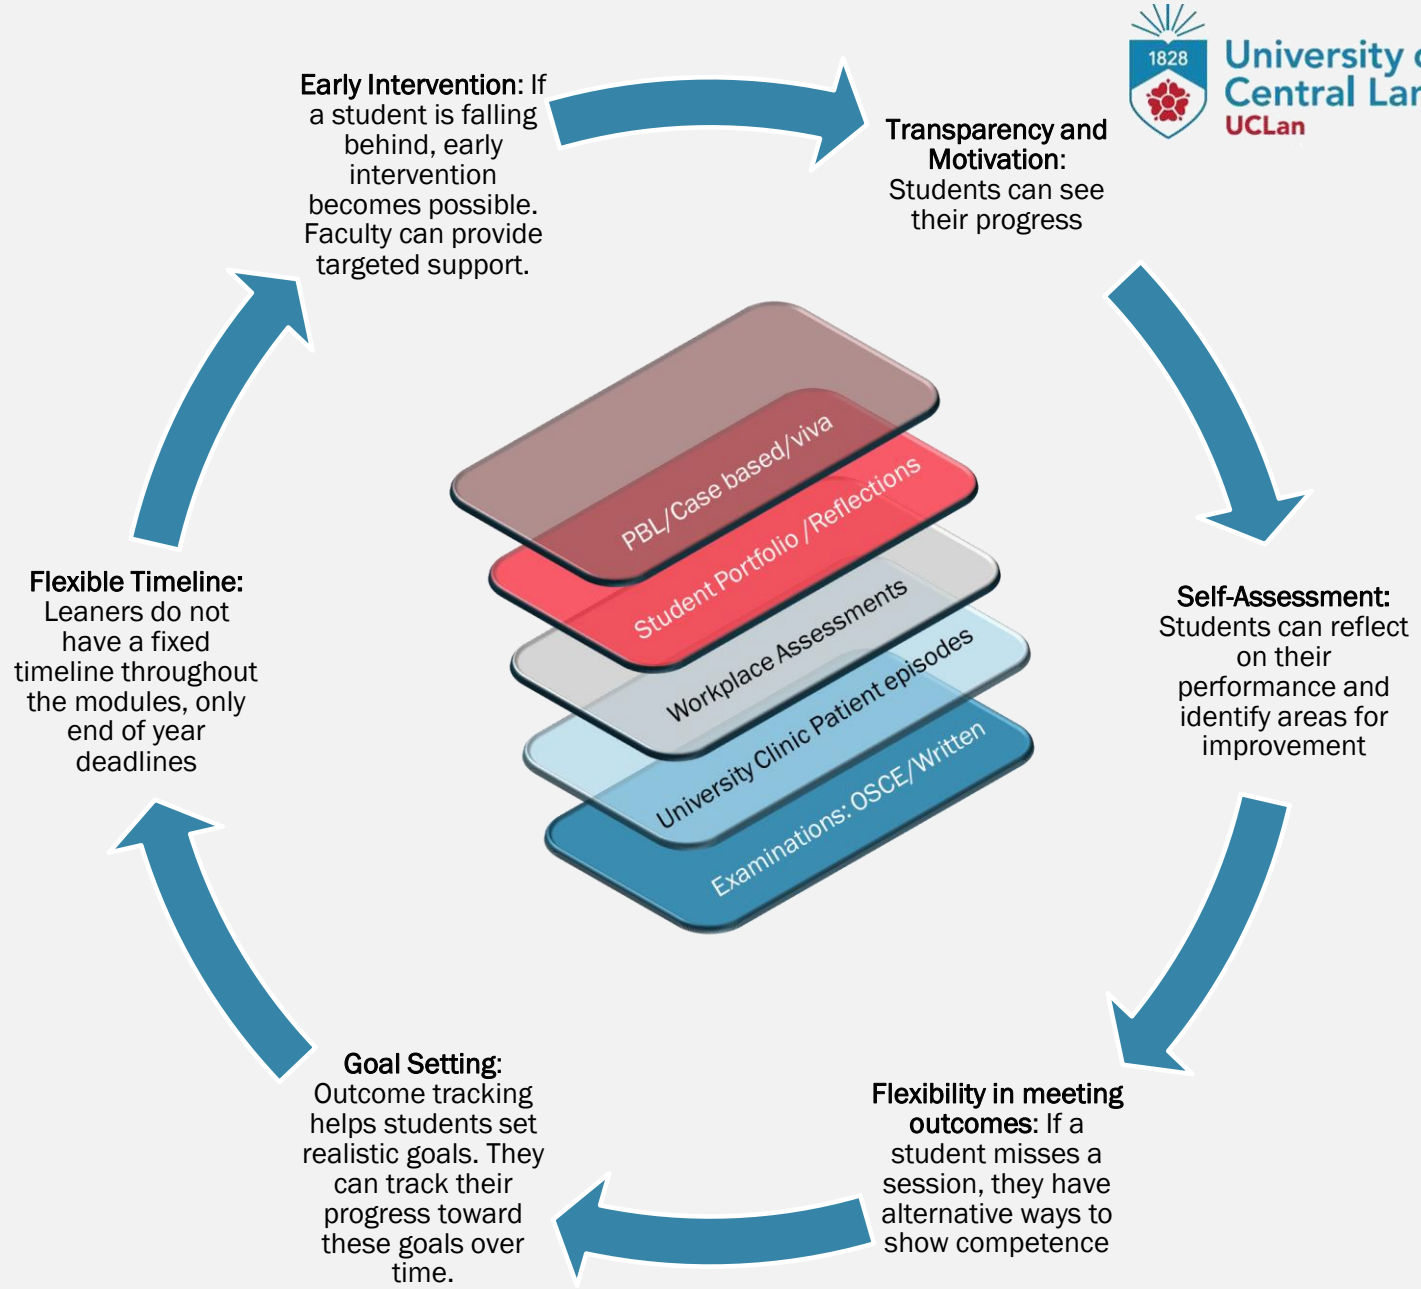 1828
University o
Central Lan
UCLan
Early Intervention: If
a student is falling
behind, early
intervention
becomes possible.
Faculty can provide
targeted support.
Transparency and
Motivation:
Students can see
their progress
Self-Assessment:
Students can reflect
on their
performance and
identify areas for
improvement
Flexibility in meeting
outcomes: If a
student misses a
session, they have
alternative ways to
show competence
Goal Setting:
Outcome tracking
helps students set
realistic goals. They
can track their
progress toward
these goals over
time.
Flexible Timeline:
Leaners do not
have a fixed
timeline throughout
the modules, only
end of year
deadlines
PBL/Case based/viva
Student Portfolio /Reflections
Workplace Assessments
University Clinic Patient episodes
Examinations: OSCE/Written